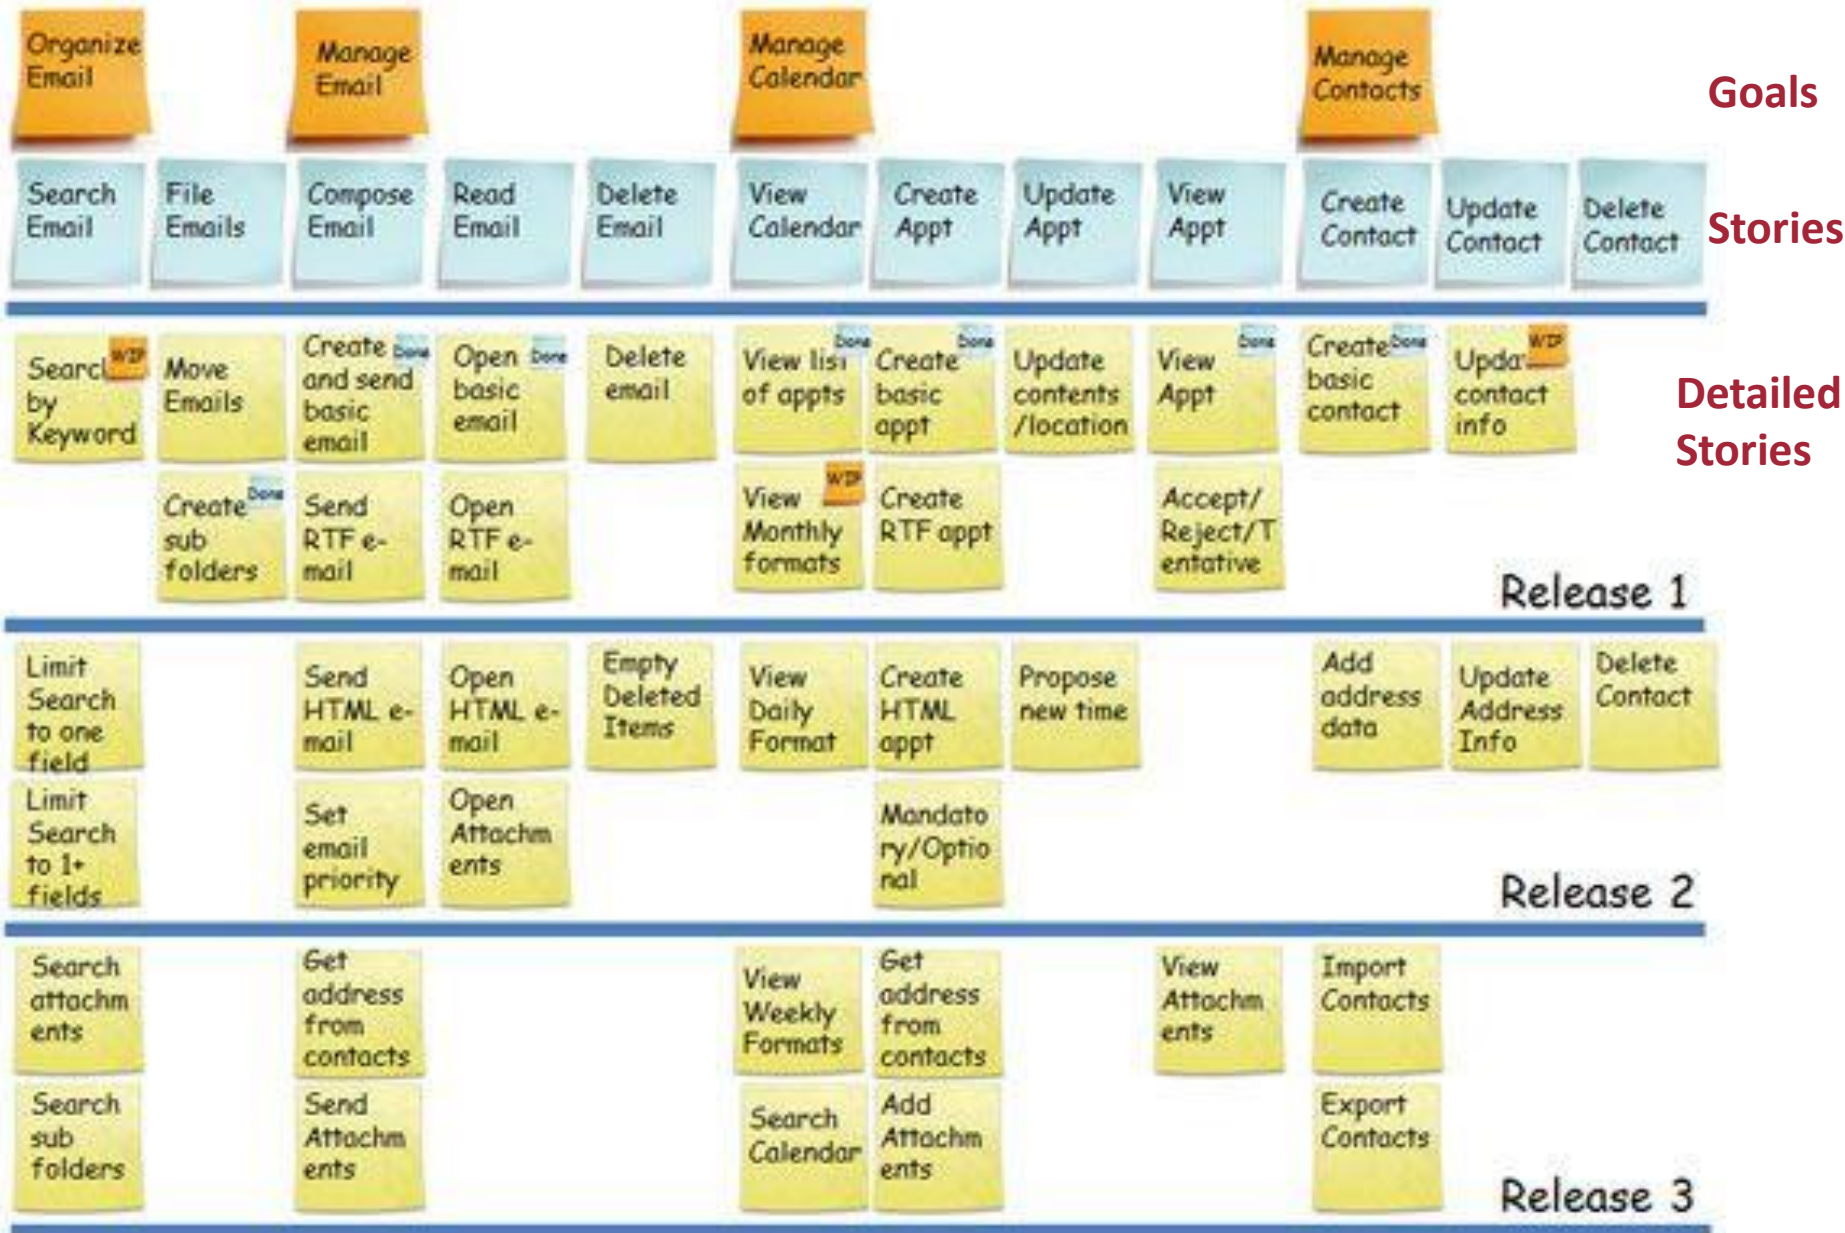 Organize
Email
Manage
Email
Manage
Calendar
Manage
Contacts
Goals
Search
Email
File
Emails
Compose
Email
Read
Email
Delete
Email
View
Calendar
Create
Appt
Update
Appt
View
Appt
Create
Contact
Update
Contact
Delete
Contact
Stories
Search
by
Keyword
WIP
Move
Emails
Create
and send
basic
email
Done
Open
basic
email
Done
Delete
email
View list
of appts
Done
Create
basic
appt
Done
Update
contents
/location
View
Appt
Done
Create
basic
contact
Done
Update
contact
info
WIP
Detailed
Stories
Create
sub
folders
Done
Send
RTF e-
mail
Open
RTF e-
mail
View
Monthly
formats
WIP
Create
RTF appt
Accept/
Reject/T
entative
Release 1
Limit
Search
to one
field
Send
HTML e-
mail
Open
HTML e-
mail
Empty
Deleted
Items
View
Daily
Format
Create
HTML
appt
Propose
new time
Add
address
data
Update
Address
Info
Delete
Contact
Limit
Search
to 1+
fields
Set
email
priority
Open
Attachm
ents
Mandato
ry/Optio
nal
Release 2
Search
attachm
ents
Get
address
from
contacts
View
Weekly
Formats
Get
address
from
contacts
View
Attachm
ents
Import
Contacts
Search
sub
folders
Send
Attachm
ents
Search
Calendar
Add
Attachm
ents
Export
Contacts
Release 3